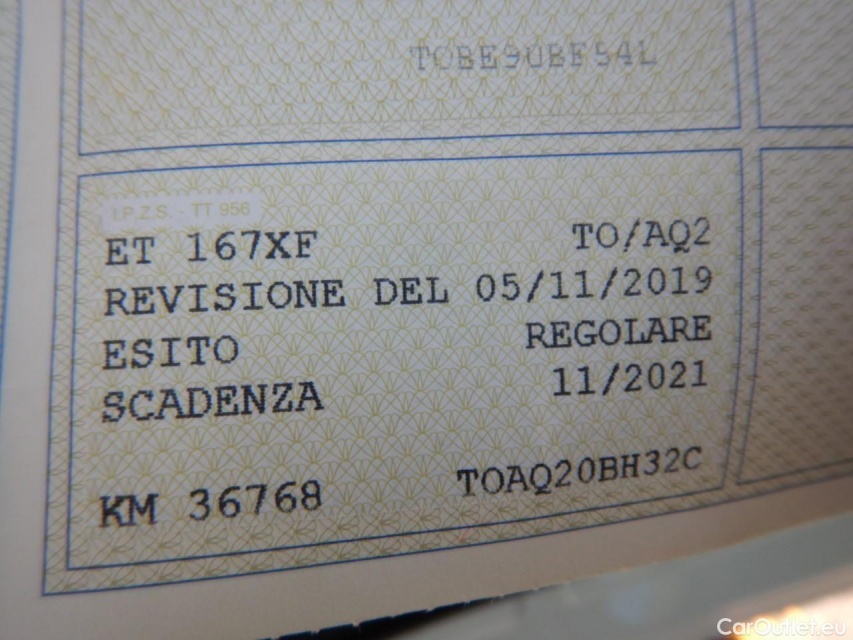 TOBE90BF54L
I.P.Z.S. - TT 956
ET 167XF TO/AQ2
REVISIONE DEL 05/11/2019
ESITO REGOLARE
SCADENZA 11/2021
KM 36768 TOAQ20BH32C
CarOutlet.eu